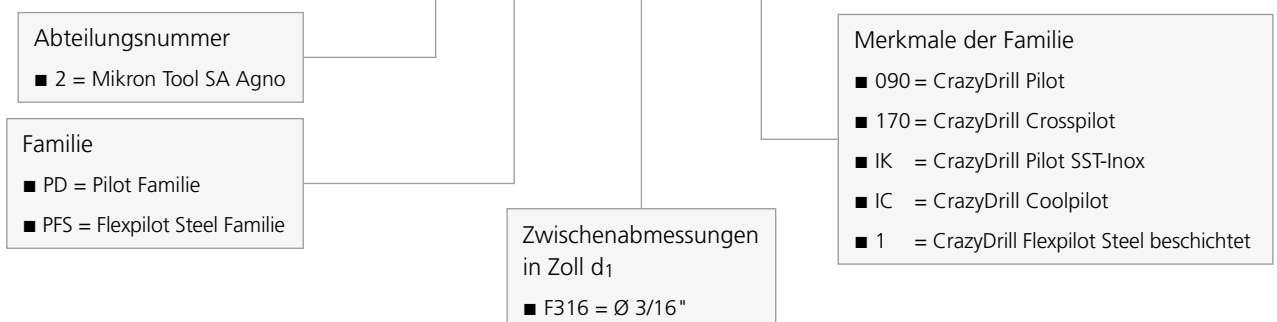 Abteilungsnummer
■ 2 = Mikron Tool SA Agno
Familie
■ PD = Pilot Familie
■ PFS = Flexpilot Steel Familie
Zwischenabmessungen
in Zoll d1
■ F316 = Ø 3/16"
Merkmale der Familie
■ 090 = CrazyDrill Pilot
■ 170 = CrazyDrill Crosspilot
■ IK = CrazyDrill Pilot SST-Inox
■ IC = CrazyDrill Coolpilot
■ 1 = CrazyDrill Flexpilot Steel beschichtet